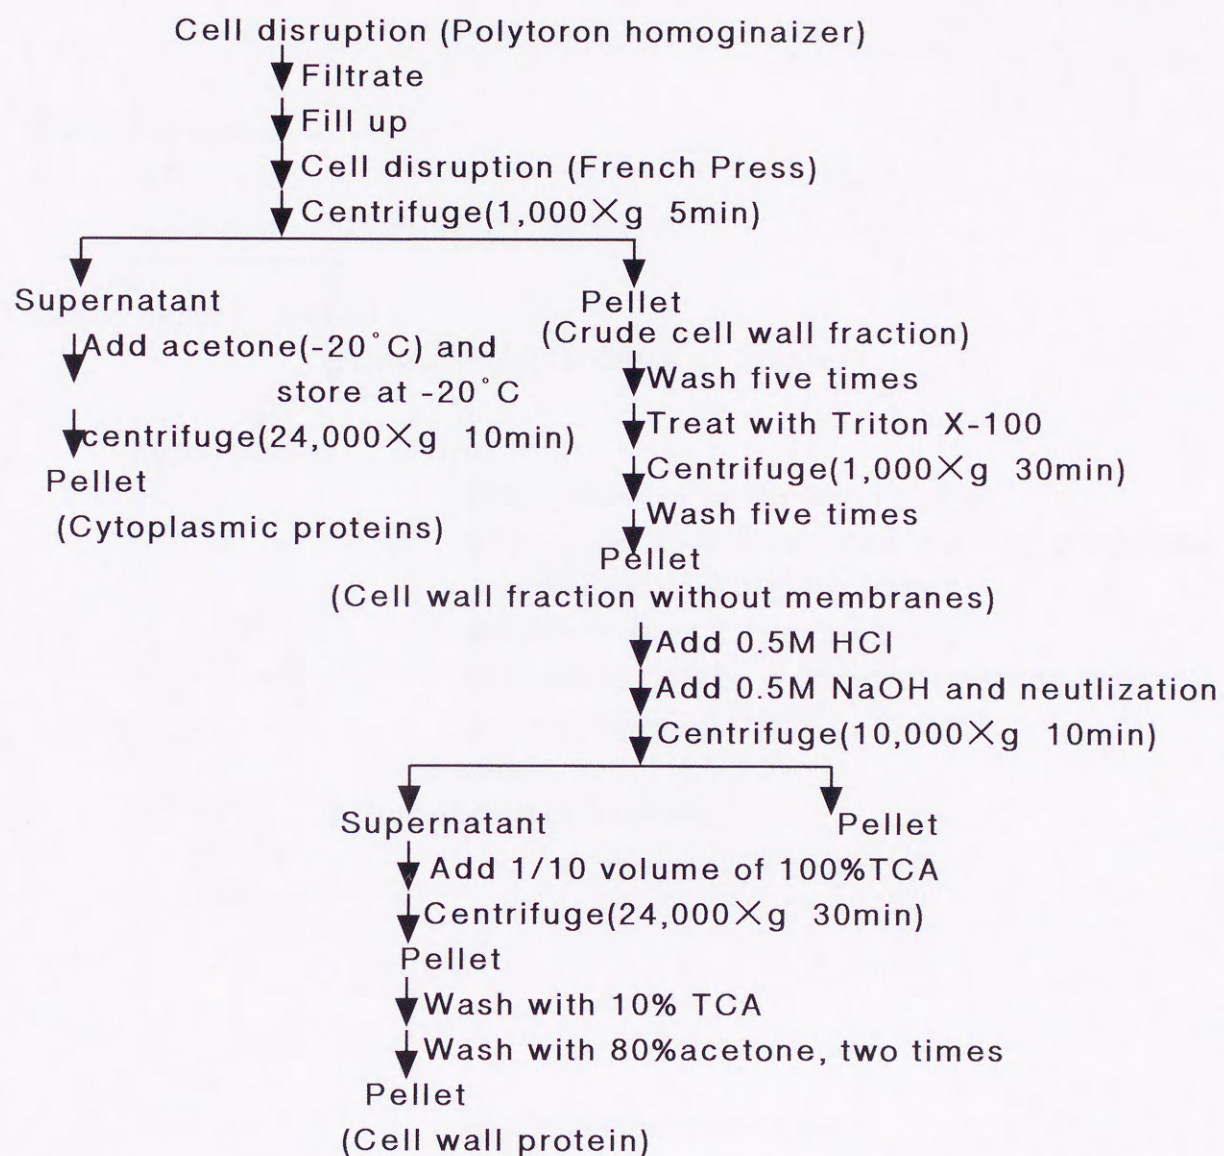 Cell disruption (Polytoron homoginaizer)
Filtrate
Fill up
Cell disruption (French Press)
Centrifuge(1,000×g 5min)
Supernatant
Add acetone(-20°C) and
store at -20°C
centrifuge(24,000×g 10min)
Pellet
(Cytoplasmic proteins)
Pellet
(Crude cell wall fraction)
Wash five times
Treat with Triton X-100
Centrifuge(1,000×g 30min)
Wash five times
Pellet
(Cell wall fraction without membranes)
Add 0.5M HCl
Add 0.5M NaOH and neutlization
Centrifuge(10,000×g 10min)
Supernatant
Pellet
Add 1/10 volume of 100%TCA
Centrifuge(24,000×g 30min)
Pellet
Wash with 10% TCA
Wash with 80%acetone, two times
Pellet
(Cell wall protein)